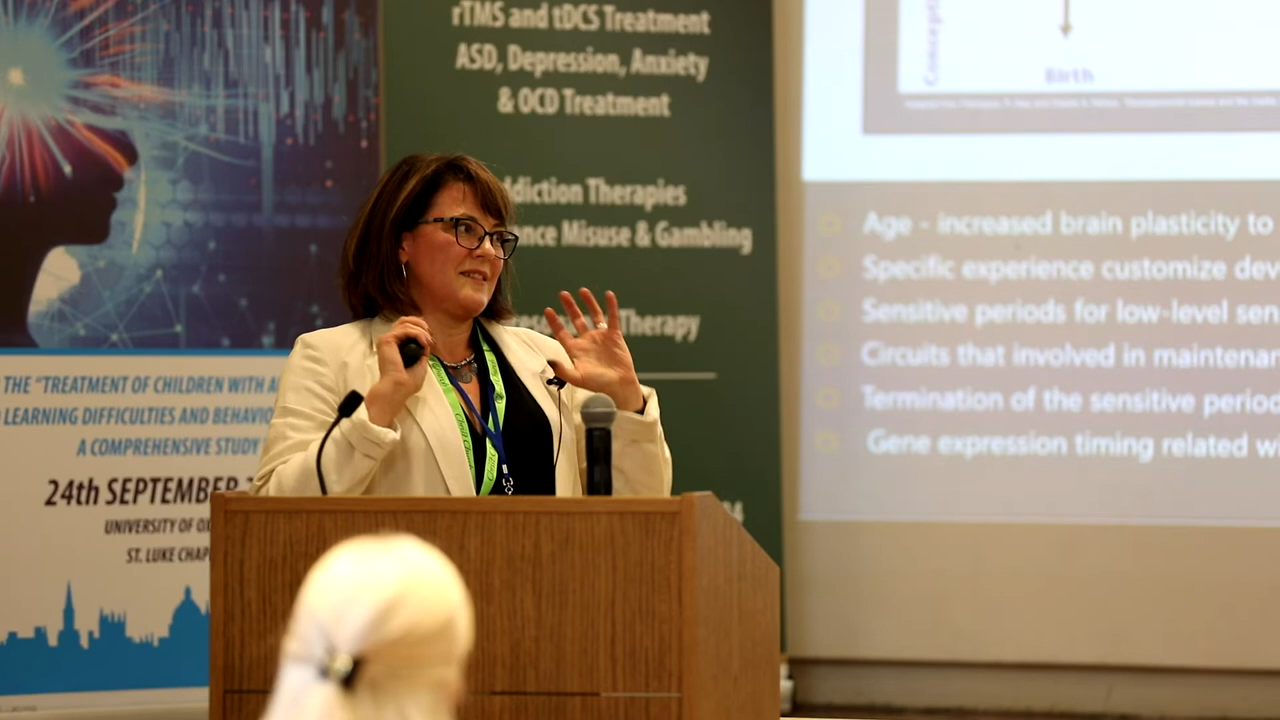 rTMS and tDCS Treatment
ASD, Depression, Anxiety
& OCD Treatment
ddiction Therapies
ence Misuse & Gambling
Therapy
THE "TREATMENT OF CHILDREN WITH A
LEARNING DIFFICULTIES AND BEHAVIO
A COMPREHENSIVE STUDY
24th SEPTEMBER
UNIVERSITY OF OX
ST. LUKE CHAP
Concepti
Birth
Age - increased brain plasticity to
Specific experience customize dev
Sensitive periods for low-level sen
Circuits that involved in maintenan
Termination of the sensitive period
Gene expression timing related w